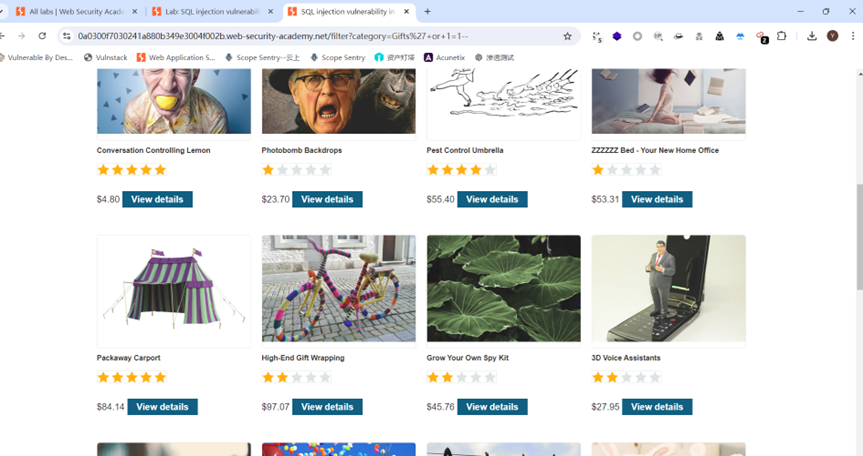 All labs | Web Security Acade
Lab: SQL injection vulnerabili
SQL injection vulnerability in
0a0300f7030241a880b349e3004f002b.web-security-academy.net/filter?category=Gifts%27+or+1=1--
Vulnerable By Des...
Vulnstack
Web Application S...
Scope Sentry--云上
Scope Sentry
资产灯塔
Acunetix
渗透测试
Conversation Controlling Lemon
Photobomb Backdrops
Pest Control Umbrella
ZZZZZZ Bed - Your New Home Office
$4.80 View details
$23.70 View details
$55.40 View details
$53.31 View details
Packaway Carport
High-End Gift Wrapping
Grow Your Own Spy Kit
3D Voice Assistants
$84.14 View details
$97.07 View details
$45.76 View details
$27.95 View details